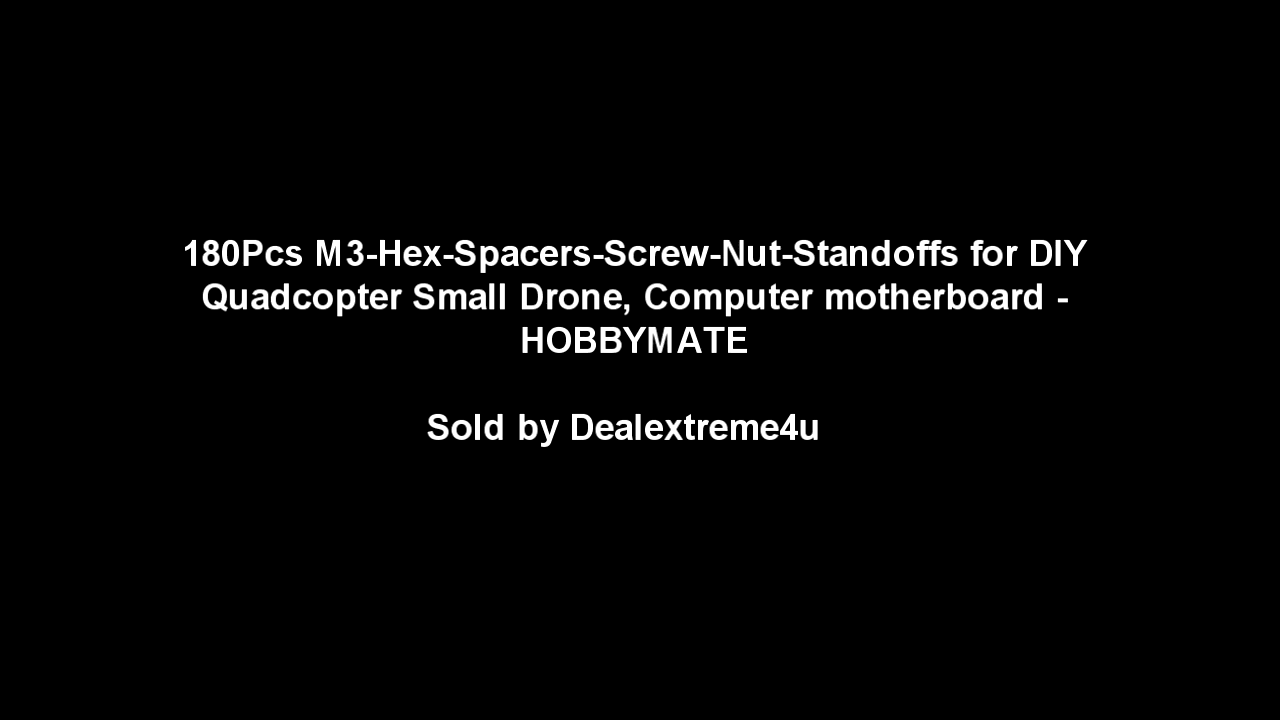 180Pcs M3-Hex-Spacers-Screw-Nut-Standoffs for DIY
Quadcopter Small Drone, Computer motherboard -
HOBBYMATE
Sold by Dealextreme4u